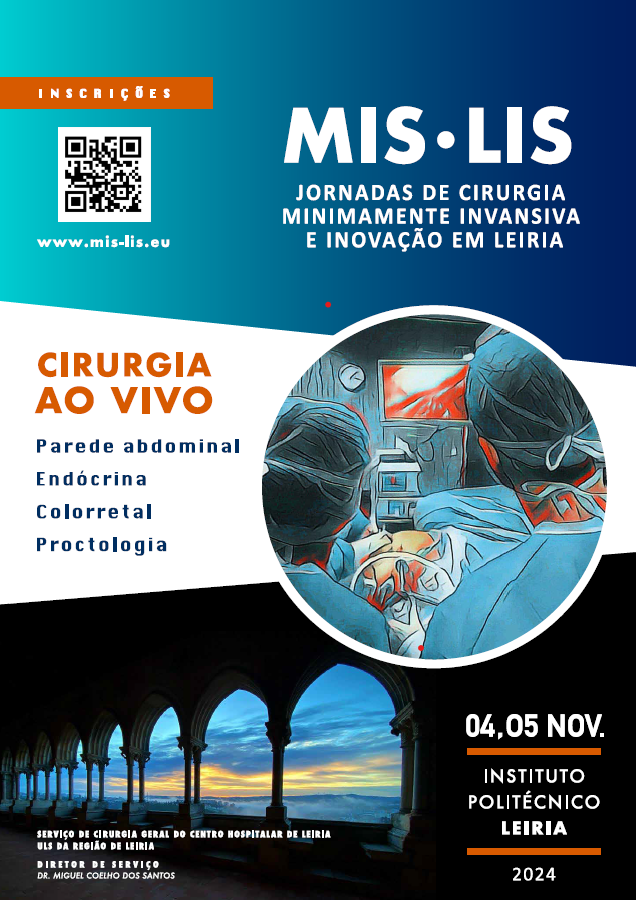 INSCRIÇÕES
www.mis-lis.eu
MIS•LIS
JORNADAS DE CIRURGIA
MINIMAMENTE INVANSIVA
E INOVAÇÃO EM LEIRIA
CIRURGIA
AO VIVO
Parede abdominal
Endócrina
Colorretal
Proctologia
04,05 NOV.
INSTITUTO
POLITÉCNICO
LEIRIA
2024
SERVIÇO DE CIRURGIA GERAL DO CENTRO HOSPITALAR DE LEIRIA
ULS DA REGIÃO DE LEIRIA
DIRETOR DE SERVIÇO
DR. MIGUEL COELHO DOS SANTOS